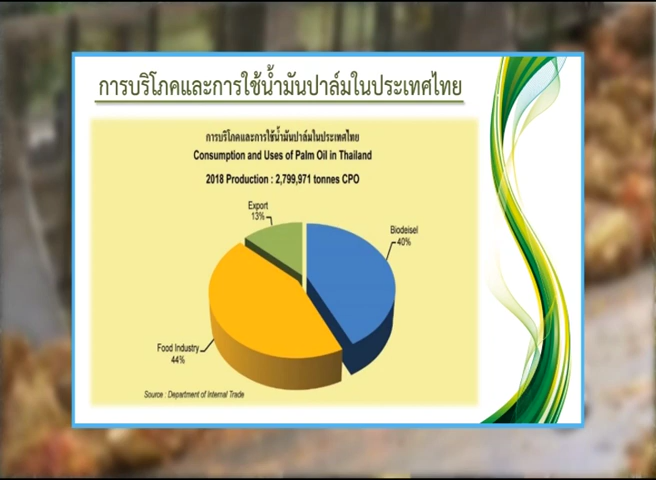 การบริโภคและการใช้น้ำมันปาล์มในประเทศไทย
การบริโภคและการใช้น้ำมันปาล์มในประเทศไทย
Consumption and Uses of Palm Oil in Thailand
2018 Production : 2,799,971 tonnes CPO
Export
13%
Biodeisel
40%
Food Industry
44%
Source : Department of Internal Trade